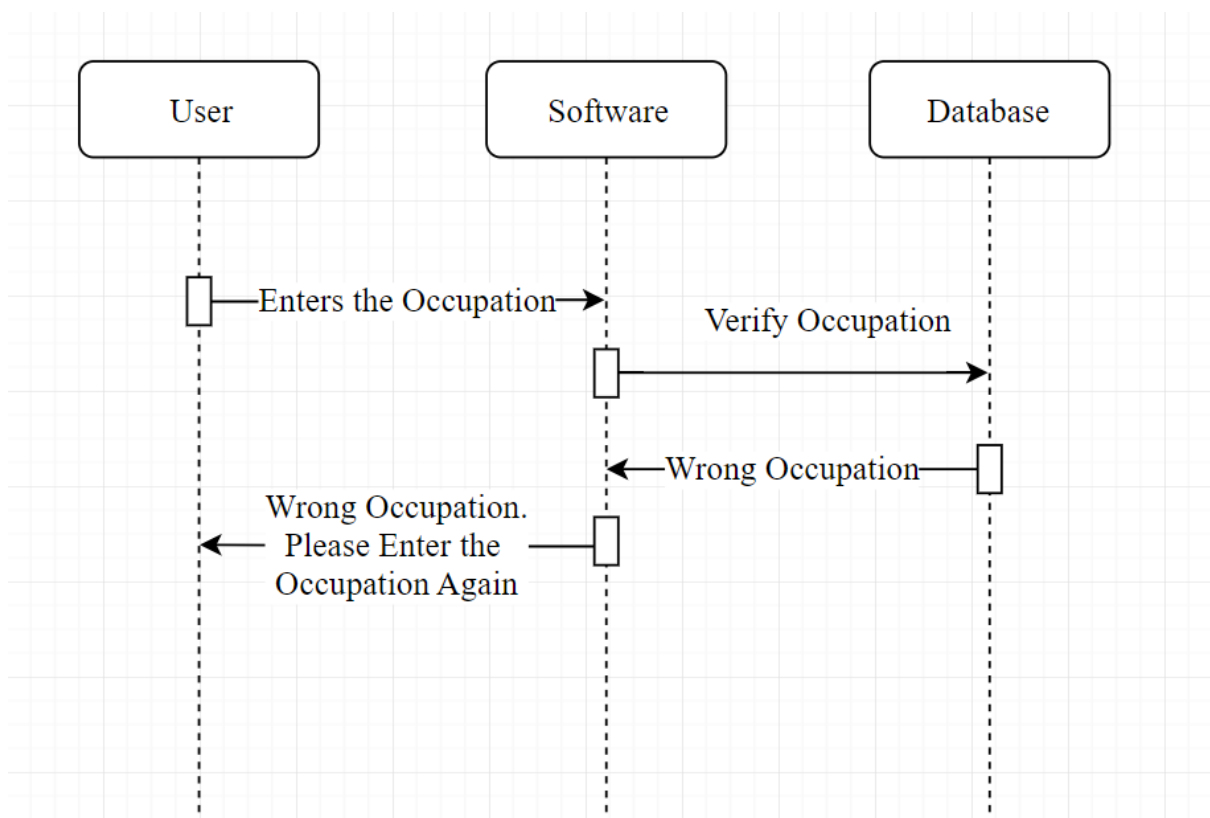 User
Software
Database
Enters the Occupation
Verify Occupation
Wrong Occupation
Wrong Occupation.
Please Enter the
Occupation Again